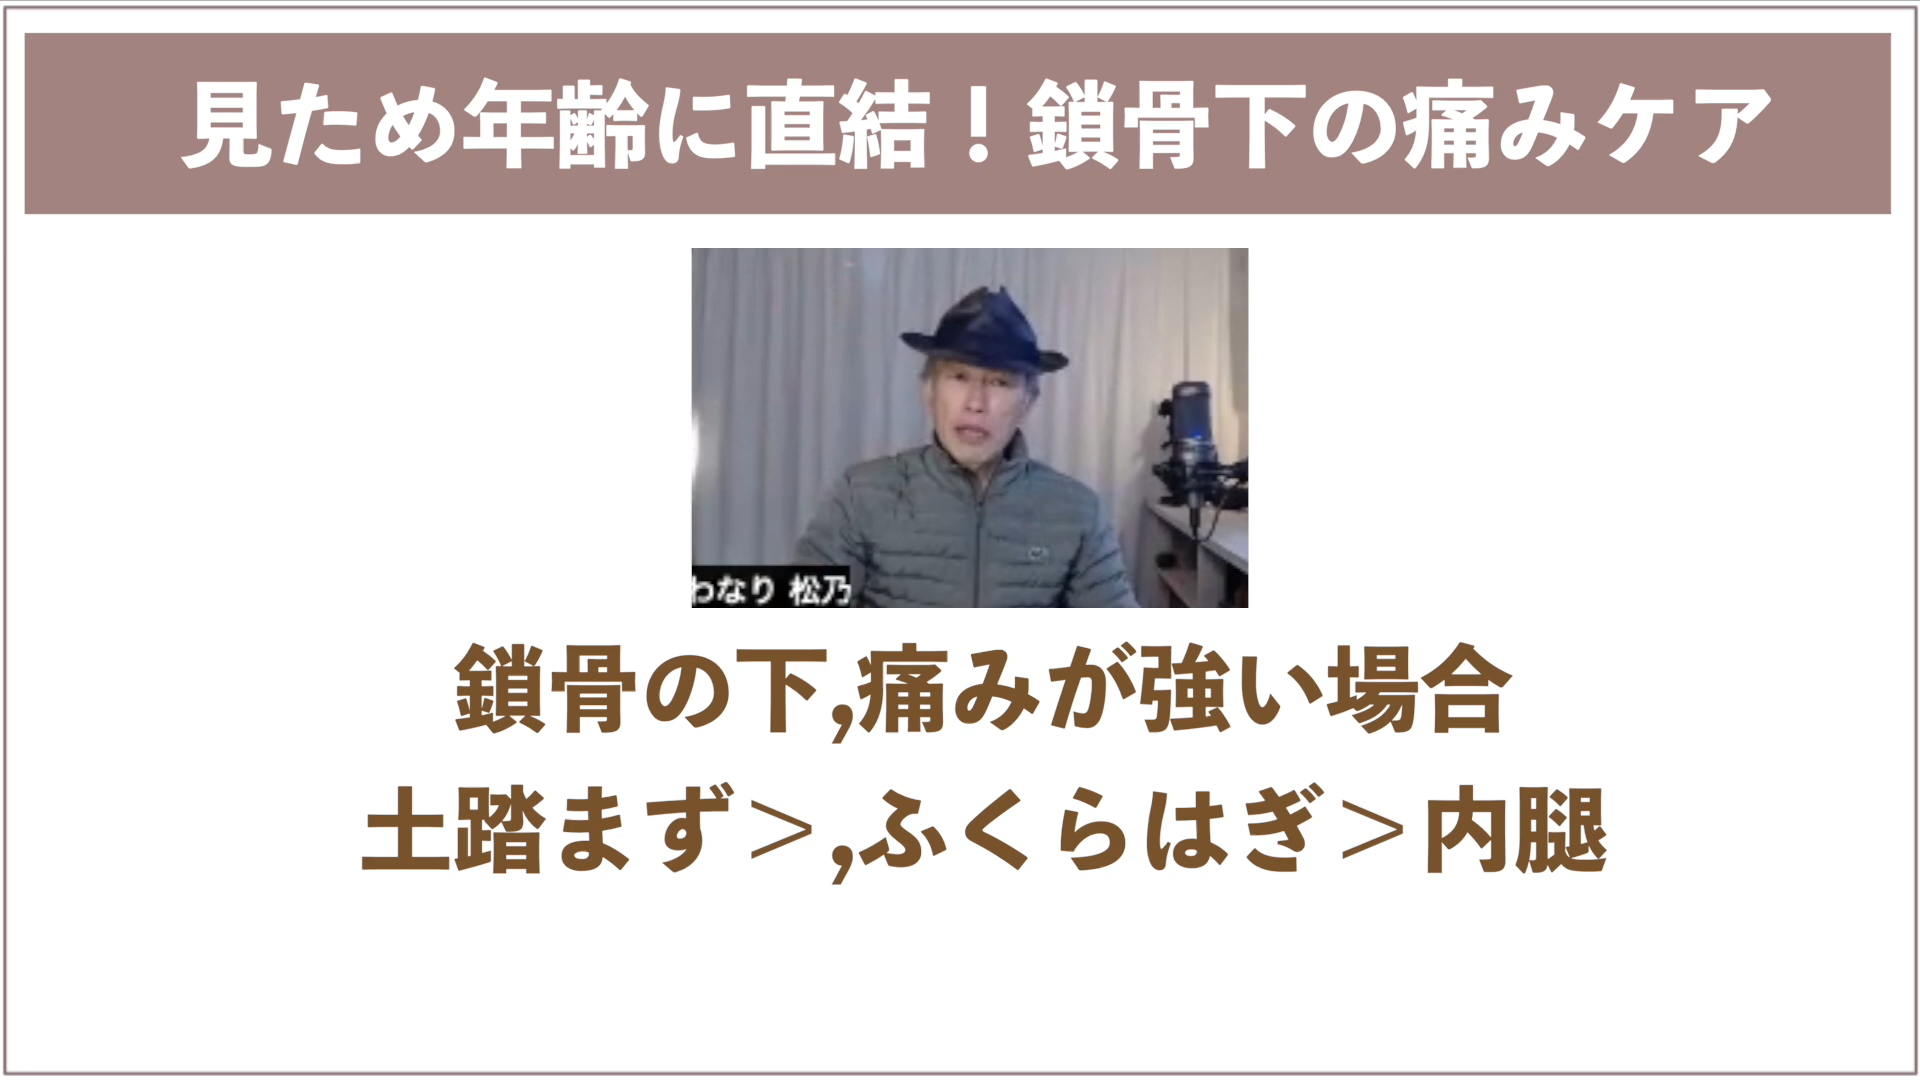 見ため年齢に直結！鎖骨下の痛みケア
わなり 松乃
鎖骨の下,痛みが強い場合
土踏まず＞,ふくらはぎ＞内腿